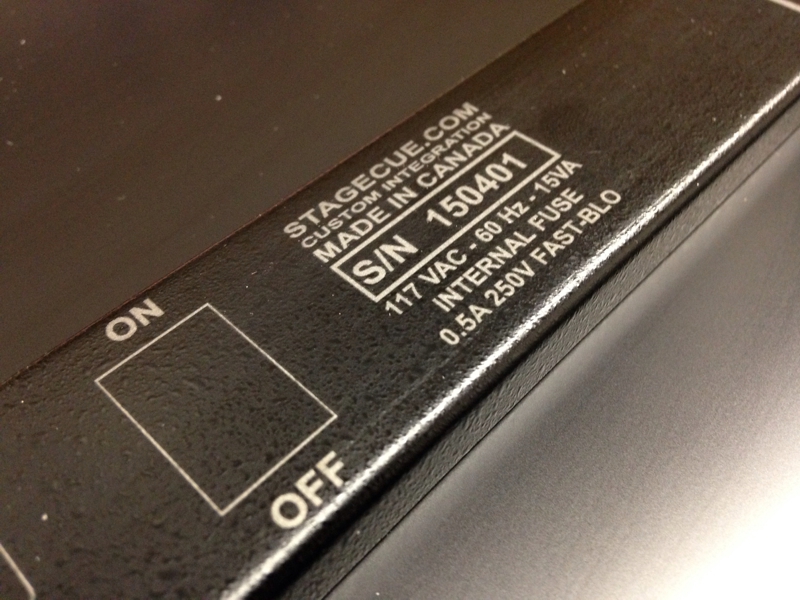 STAGECUE.COM
CUSTOM INTEGRATION
MADE IN CANADA
S/N 150401
117 VAC - 60 Hz - 15VA
INTERNAL FUSE
0.5A 250V FAST-BLO
ON
OFF